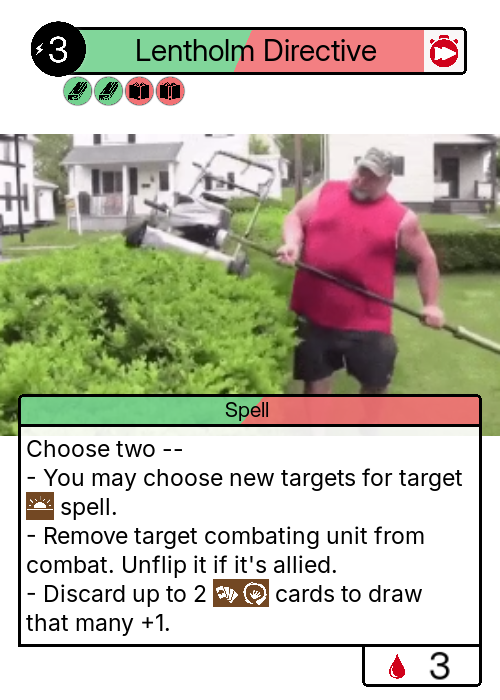 3 Lentholm Directive
Spell
Choose two --
- You may choose new targets for target
spell.
- Remove target combating unit from
combat. Unflip it if it's allied.
- Discard up to 2 cards to draw
that many +1.
3